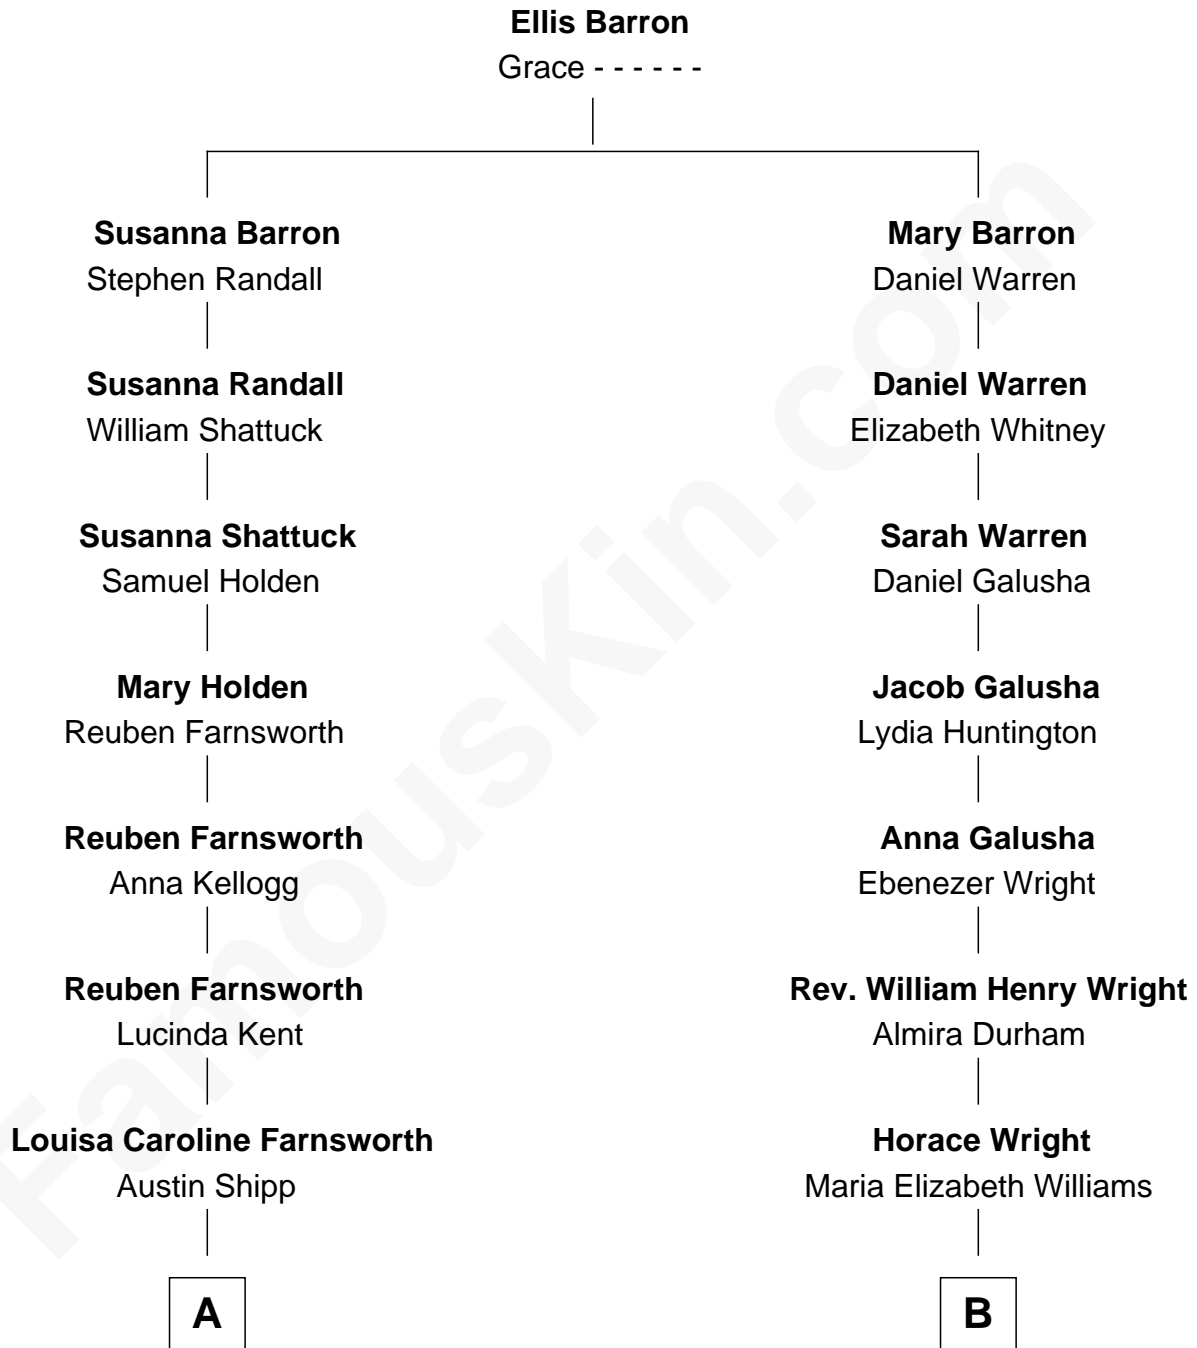 Ellis Barron
Grace - - - - - -
Susanna Barron
Stephen Randall
Mary Barron
Daniel Warren
Susanna Randall
William Shattuck
Daniel Warren
Elizabeth Whitney
Susanna Shattuck
Samuel Holden
Sarah Warren
Daniel Galusha
Mary Holden
Reuben Farnsworth
Jacob Galusha
Lydia Huntington
Reuben Farnsworth
Anna Kellogg
Anna Galusha
Ebenezer Wright
Reuben Farnsworth
Lucinda Kent
Rev. William Henry Wright
Almira Durham
Louisa Caroline Farnsworth
Austin Shipp
Horace Wright
Maria Elizabeth Williams
A
B
FamousKin.com